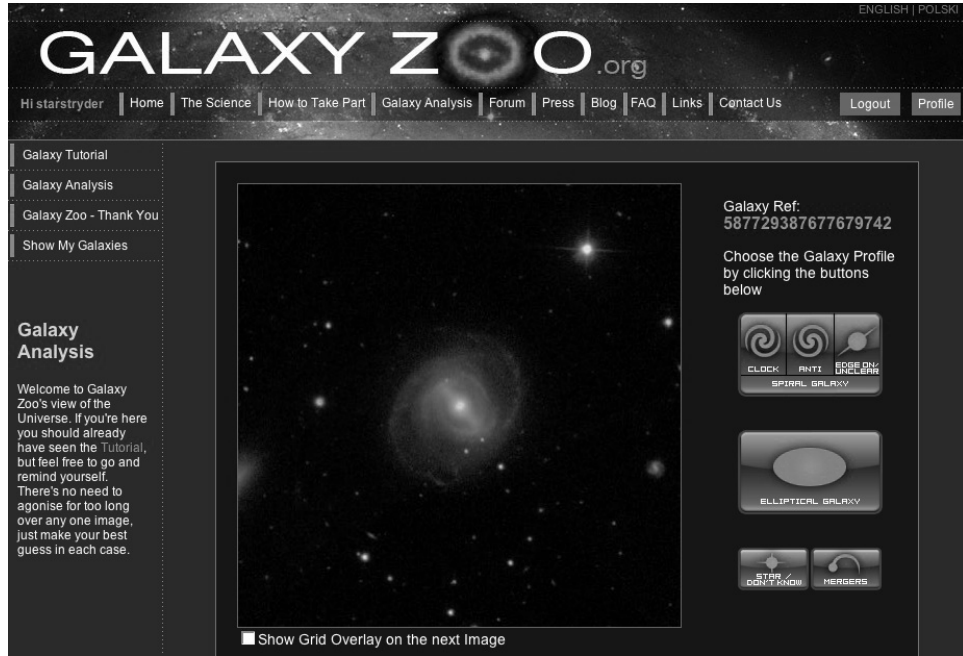 ENGLISH | POLSKI
GALAXY ZOO.org
Hi starstryder
Home The Science How to Take Part Galaxy Analysis Forum Press Blog FAQ Links Contact Us Logout Profile
Galaxy Tutorial
Galaxy Analysis
Galaxy Zoo - Thank You
Show My Galaxies
Galaxy
Analysis
Welcome to Galaxy
Zoo's view of the
Universe. If you're here
you should already
have seen the Tutorial,
but feel free to go and
remind yourself.
There's no need to
agonise for too long
over any one image,
just make your best
guess in each case.
Show Grid Overlay on the next Image
Galaxy Ref:
587729387677679742
Choose the Galaxy Profile
by clicking the buttons
below
CLOCK ANTI EDGE ON/
UNCLEAR
SPIRAL GALAXY
ELLIPTICAL GALAXY
STAR /
DON'T KNOW
MERGERS